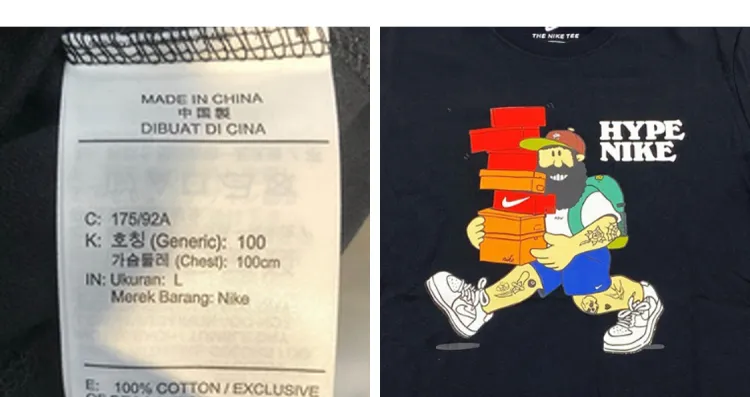 MADE IN CHINA
中國製
DIBUAT DI CINA
C: 175/92A
K: 호칭 (Generic): 100
가슴둘레 (Chest): 100cm
IN: Ukuran: L
Merek Barang: Nike
E: 100% COTTON / EXCLUSIVE
THE NIKE TEE
HYPE
NIKE